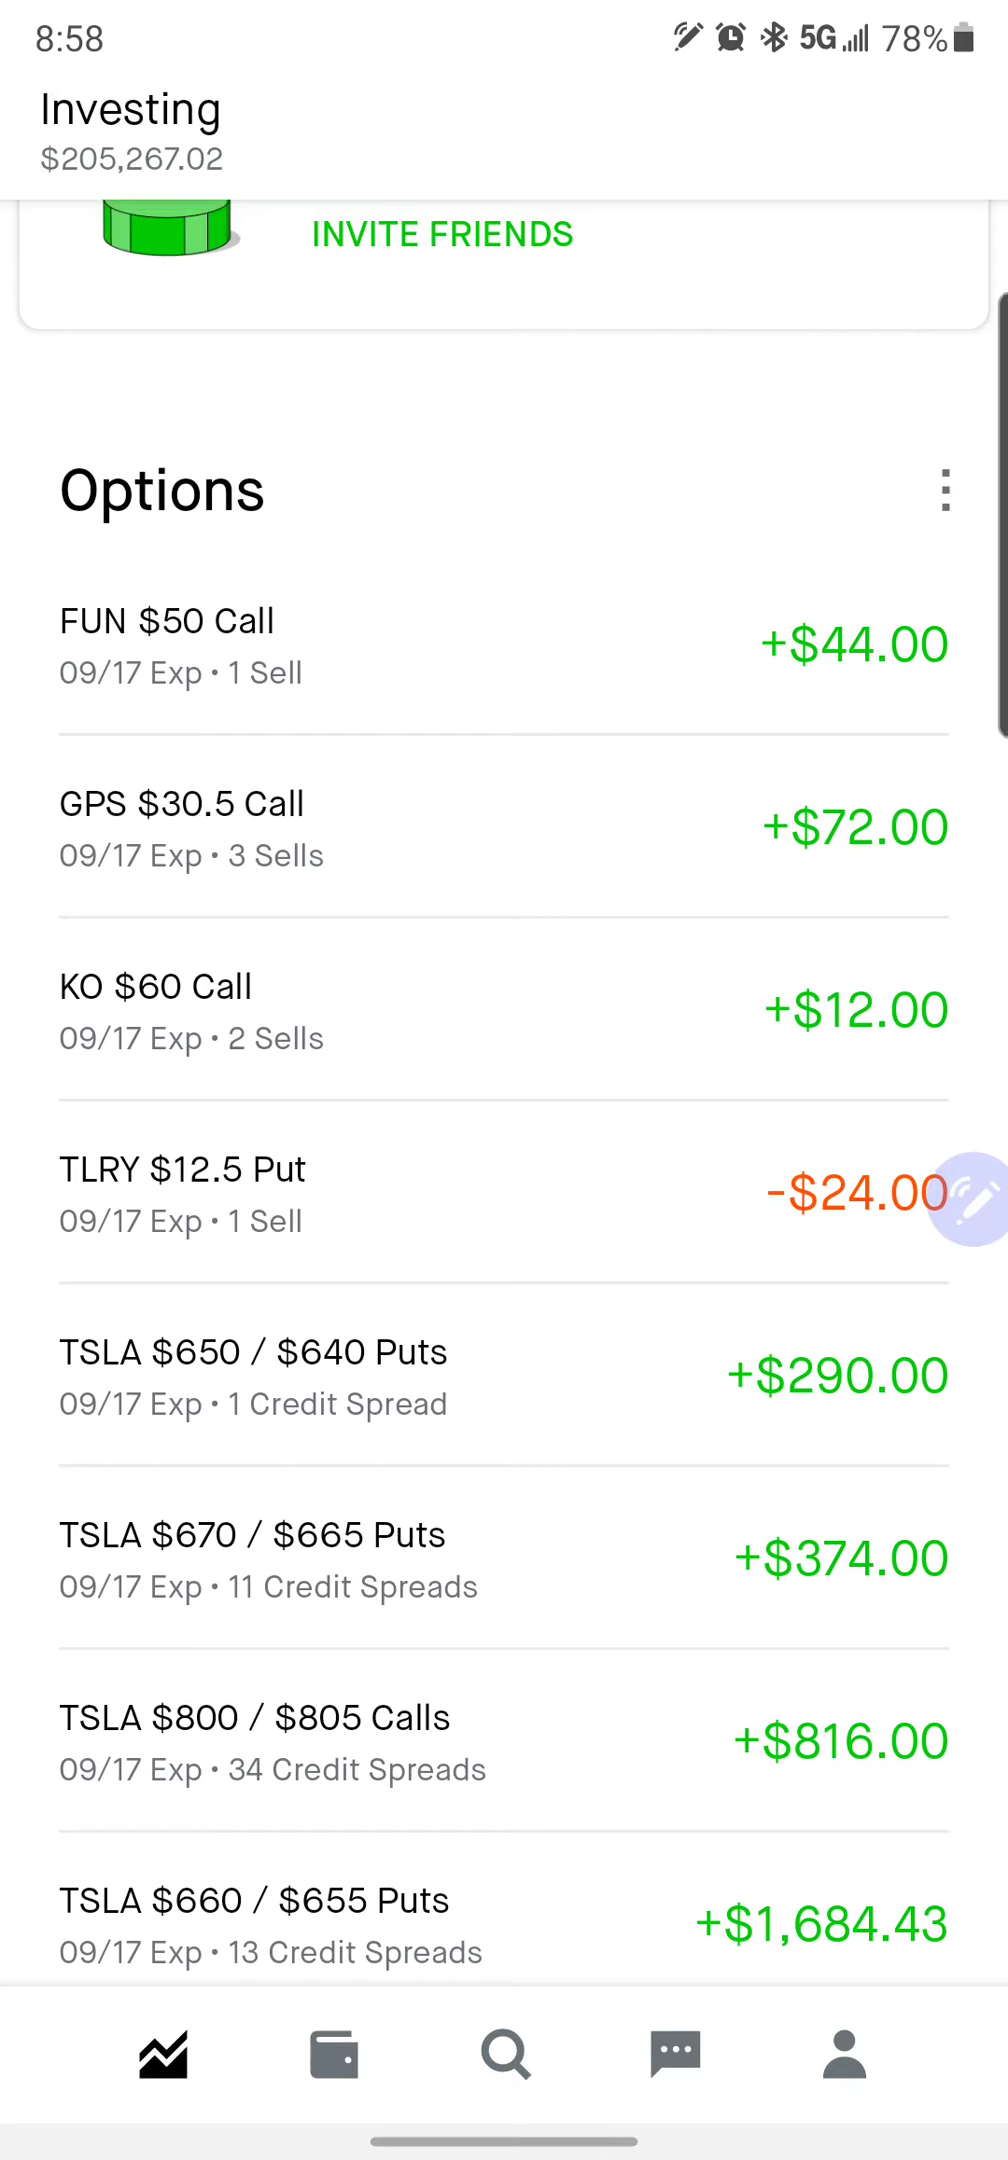 8:58
5G 78%
Investing
$205,267.02
INVITE FRIENDS
Options
FUN $50 Call
+$44.00
09/17 Exp • 1 Sell
GPS $30.5 Call
+$72.00
09/17 Exp • 3 Sells
KO $60 Call
+$12.00
09/17 Exp • 2 Sells
TLRY $12.5 Put
-$24.00
09/17 Exp • 1 Sell
TSLA $650 / $640 Puts
+$290.00
09/17 Exp • 1 Credit Spread
TSLA $670 / $665 Puts
+$374.00
09/17 Exp • 11 Credit Spreads
TSLA $800 / $805 Calls
+$816.00
09/17 Exp • 34 Credit Spreads
TSLA $660 / $655 Puts
+$1,684.43
09/17 Exp • 13 Credit Spreads